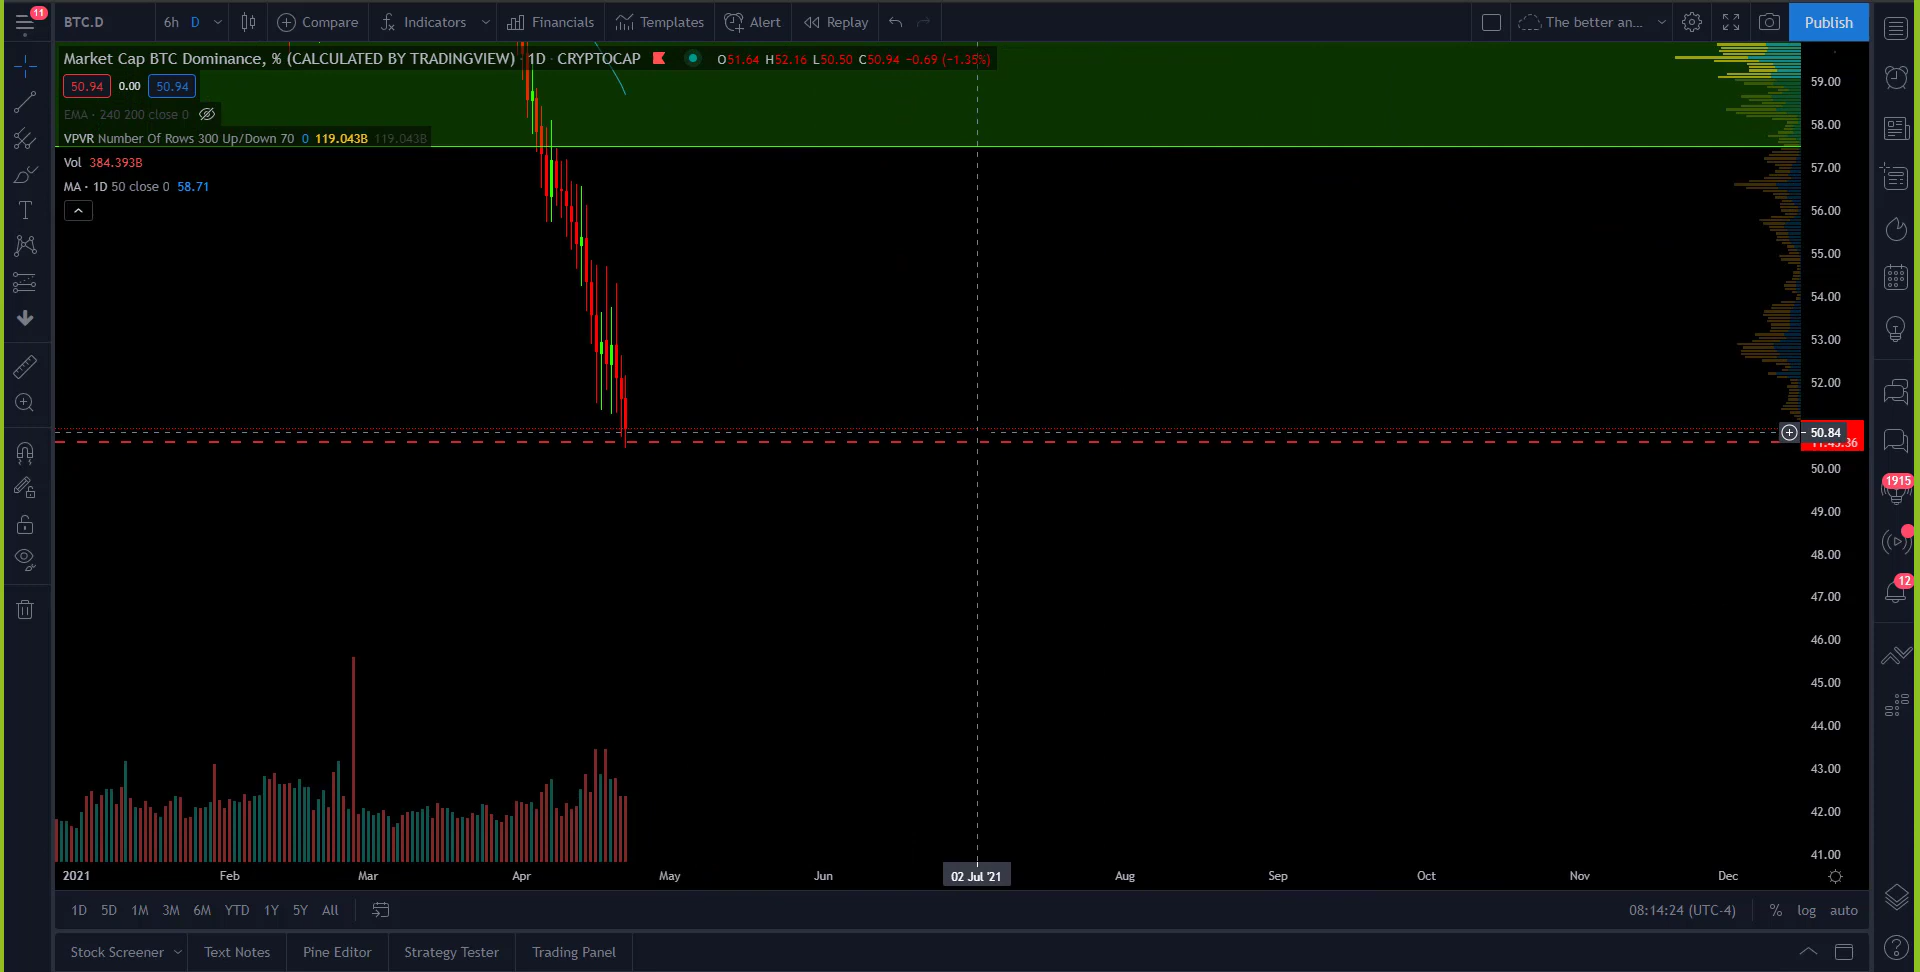 11 BTC.D 6h D Compare Indicators Financials Templates Alert Replay The better an... Publish
Market Cap BTC Dominance, % (CALCULATED BY TRADINGVIEW) · 1D · CRYPTOCAP O51.64 H52.16 L50.50 C50.94 −0.69 (−1.35%)
50.94 0.00 50.94
EMA · 240 200 close 0
VPVR Number Of Rows 300 Up/Down 70 0 119.043B 119.043B
Vol 384.393B
MA · 1D 50 close 0 58.71
59.00
58.00
57.00
56.00
55.00
54.00
53.00
52.00
50.84
50.00
49.00
48.00
47.00
46.00
45.00
44.00
43.00
42.00
41.00
1915
12
2021 Feb Mar Apr May Jun 02 Jul '21 Aug Sep Oct Nov Dec
1D 5D 1M 3M 6M YTD 1Y 5Y All 08:14:24 (UTC-4) % log auto
Stock Screener Text Notes Pine Editor Strategy Tester Trading Panel